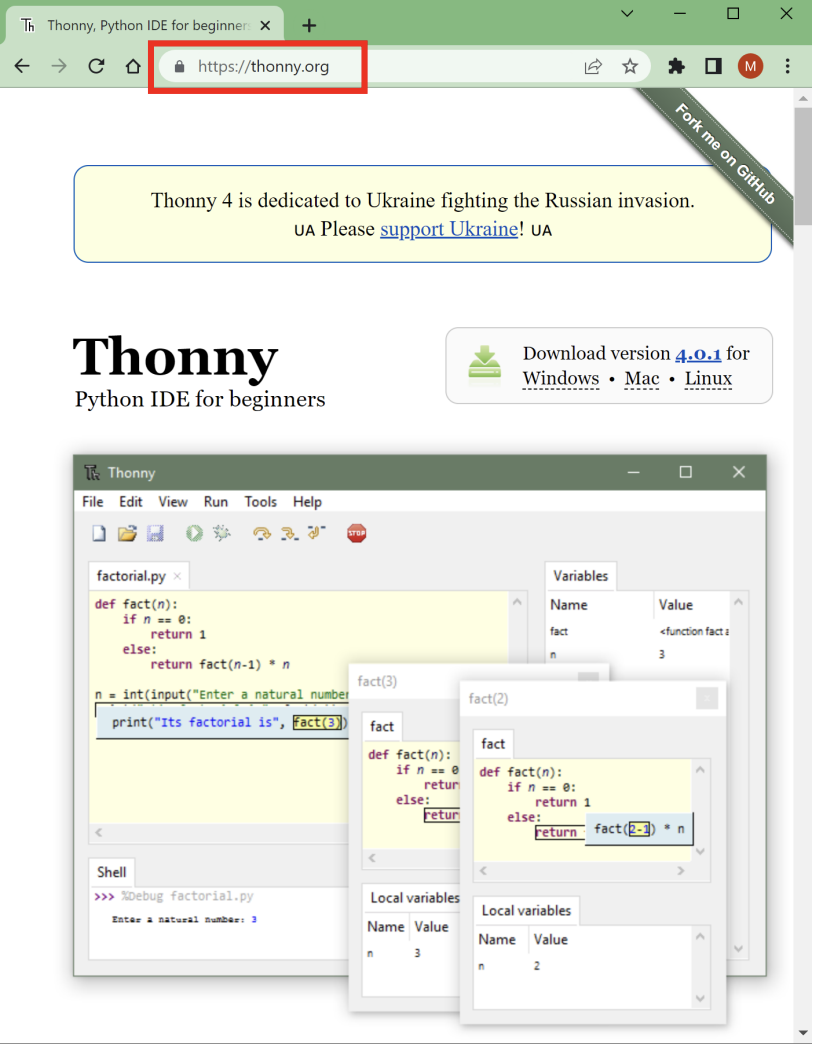 Thonny, Python IDE for beginner
https://thonny.org
M
Fork me on GitHub
Thonny 4 is dedicated to Ukraine fighting the Russian invasion.
UA Please support Ukraine! UA
Thonny
Python IDE for beginners
Download version 4.0.1 for
Windows • Mac • Linux
Thonny
File Edit View Run Tools Help
STOP
factorial.py
def fact(n):
if n == 0:
return 1
else:
return fact(n-1) * n
n = int(input("Enter a natural number
print("Its factorial is", fact(3))
Variables
Name Value
fact <function fact a
n 3
Shell
>>> %Debug factorial.py
Enter a natural number: 3
fact(3)
fact
def fact(n):
if n == 0
retur
else:
retur
Local variables
Name Value
n 3
fact(2)
fact
def fact(n):
if n == 0:
return 1
else:
return fact(2-1) * n
Local variables
Name Value
n 2